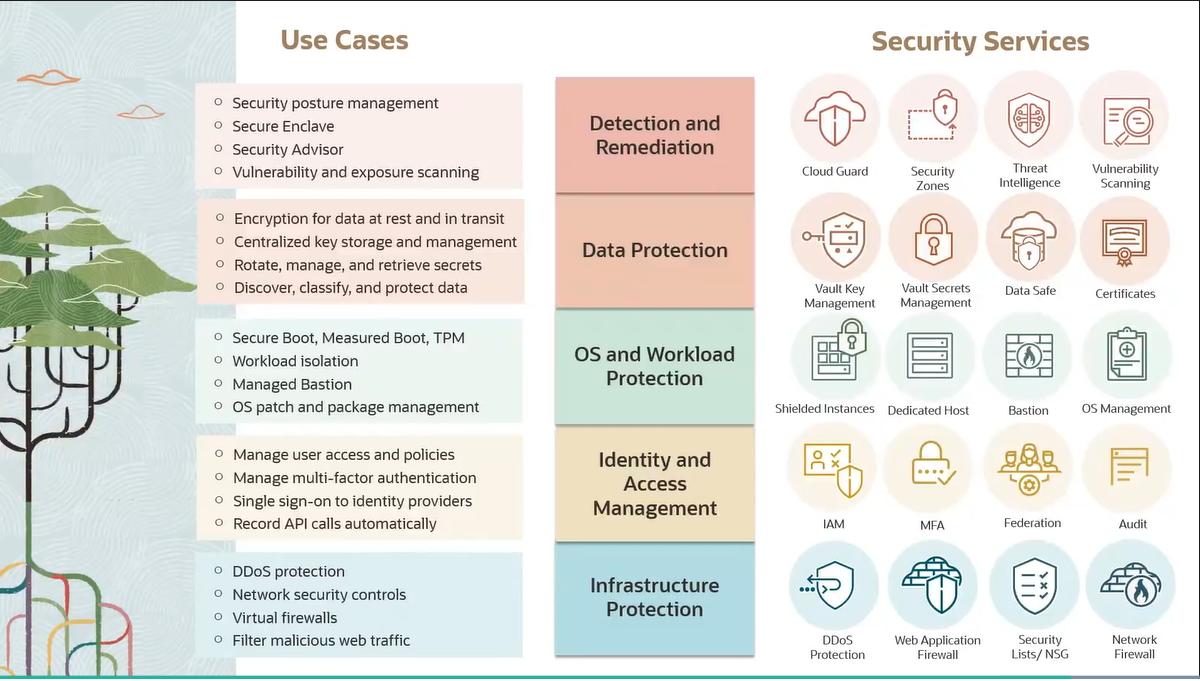 Use Cases
Security Services
Security posture management
Secure Enclave
Security Advisor
Vulnerability and exposure scanning
Detection and
Remediation
Cloud Guard
Security
Zones
Threat
Intelligence
Vulnerability
Scanning
Encryption for data at rest and in transit
Centralized key storage and management
Rotate, manage, and retrieve secrets
Discover, classify, and protect data
Data Protection
Vault Key
Management
Vault Secrets
Management
Data Safe
Certificates
Secure Boot, Measured Boot, TPM
Workload isolation
Managed Bastion
OS patch and package management
OS and Workload
Protection
Shielded Instances
Dedicated Host
Bastion
OS Management
Manage user access and policies
Manage multi-factor authentication
Single sign-on to identity providers
Record API calls automatically
Identity and
Access
Management
IAM
MFA
Federation
Audit
DDoS protection
Network security controls
Virtual firewalls
Filter malicious web traffic
Infrastructure
Protection
DDoS
Protection
Web Application
Firewall
Security
Lists/ NSG
Network
Firewall